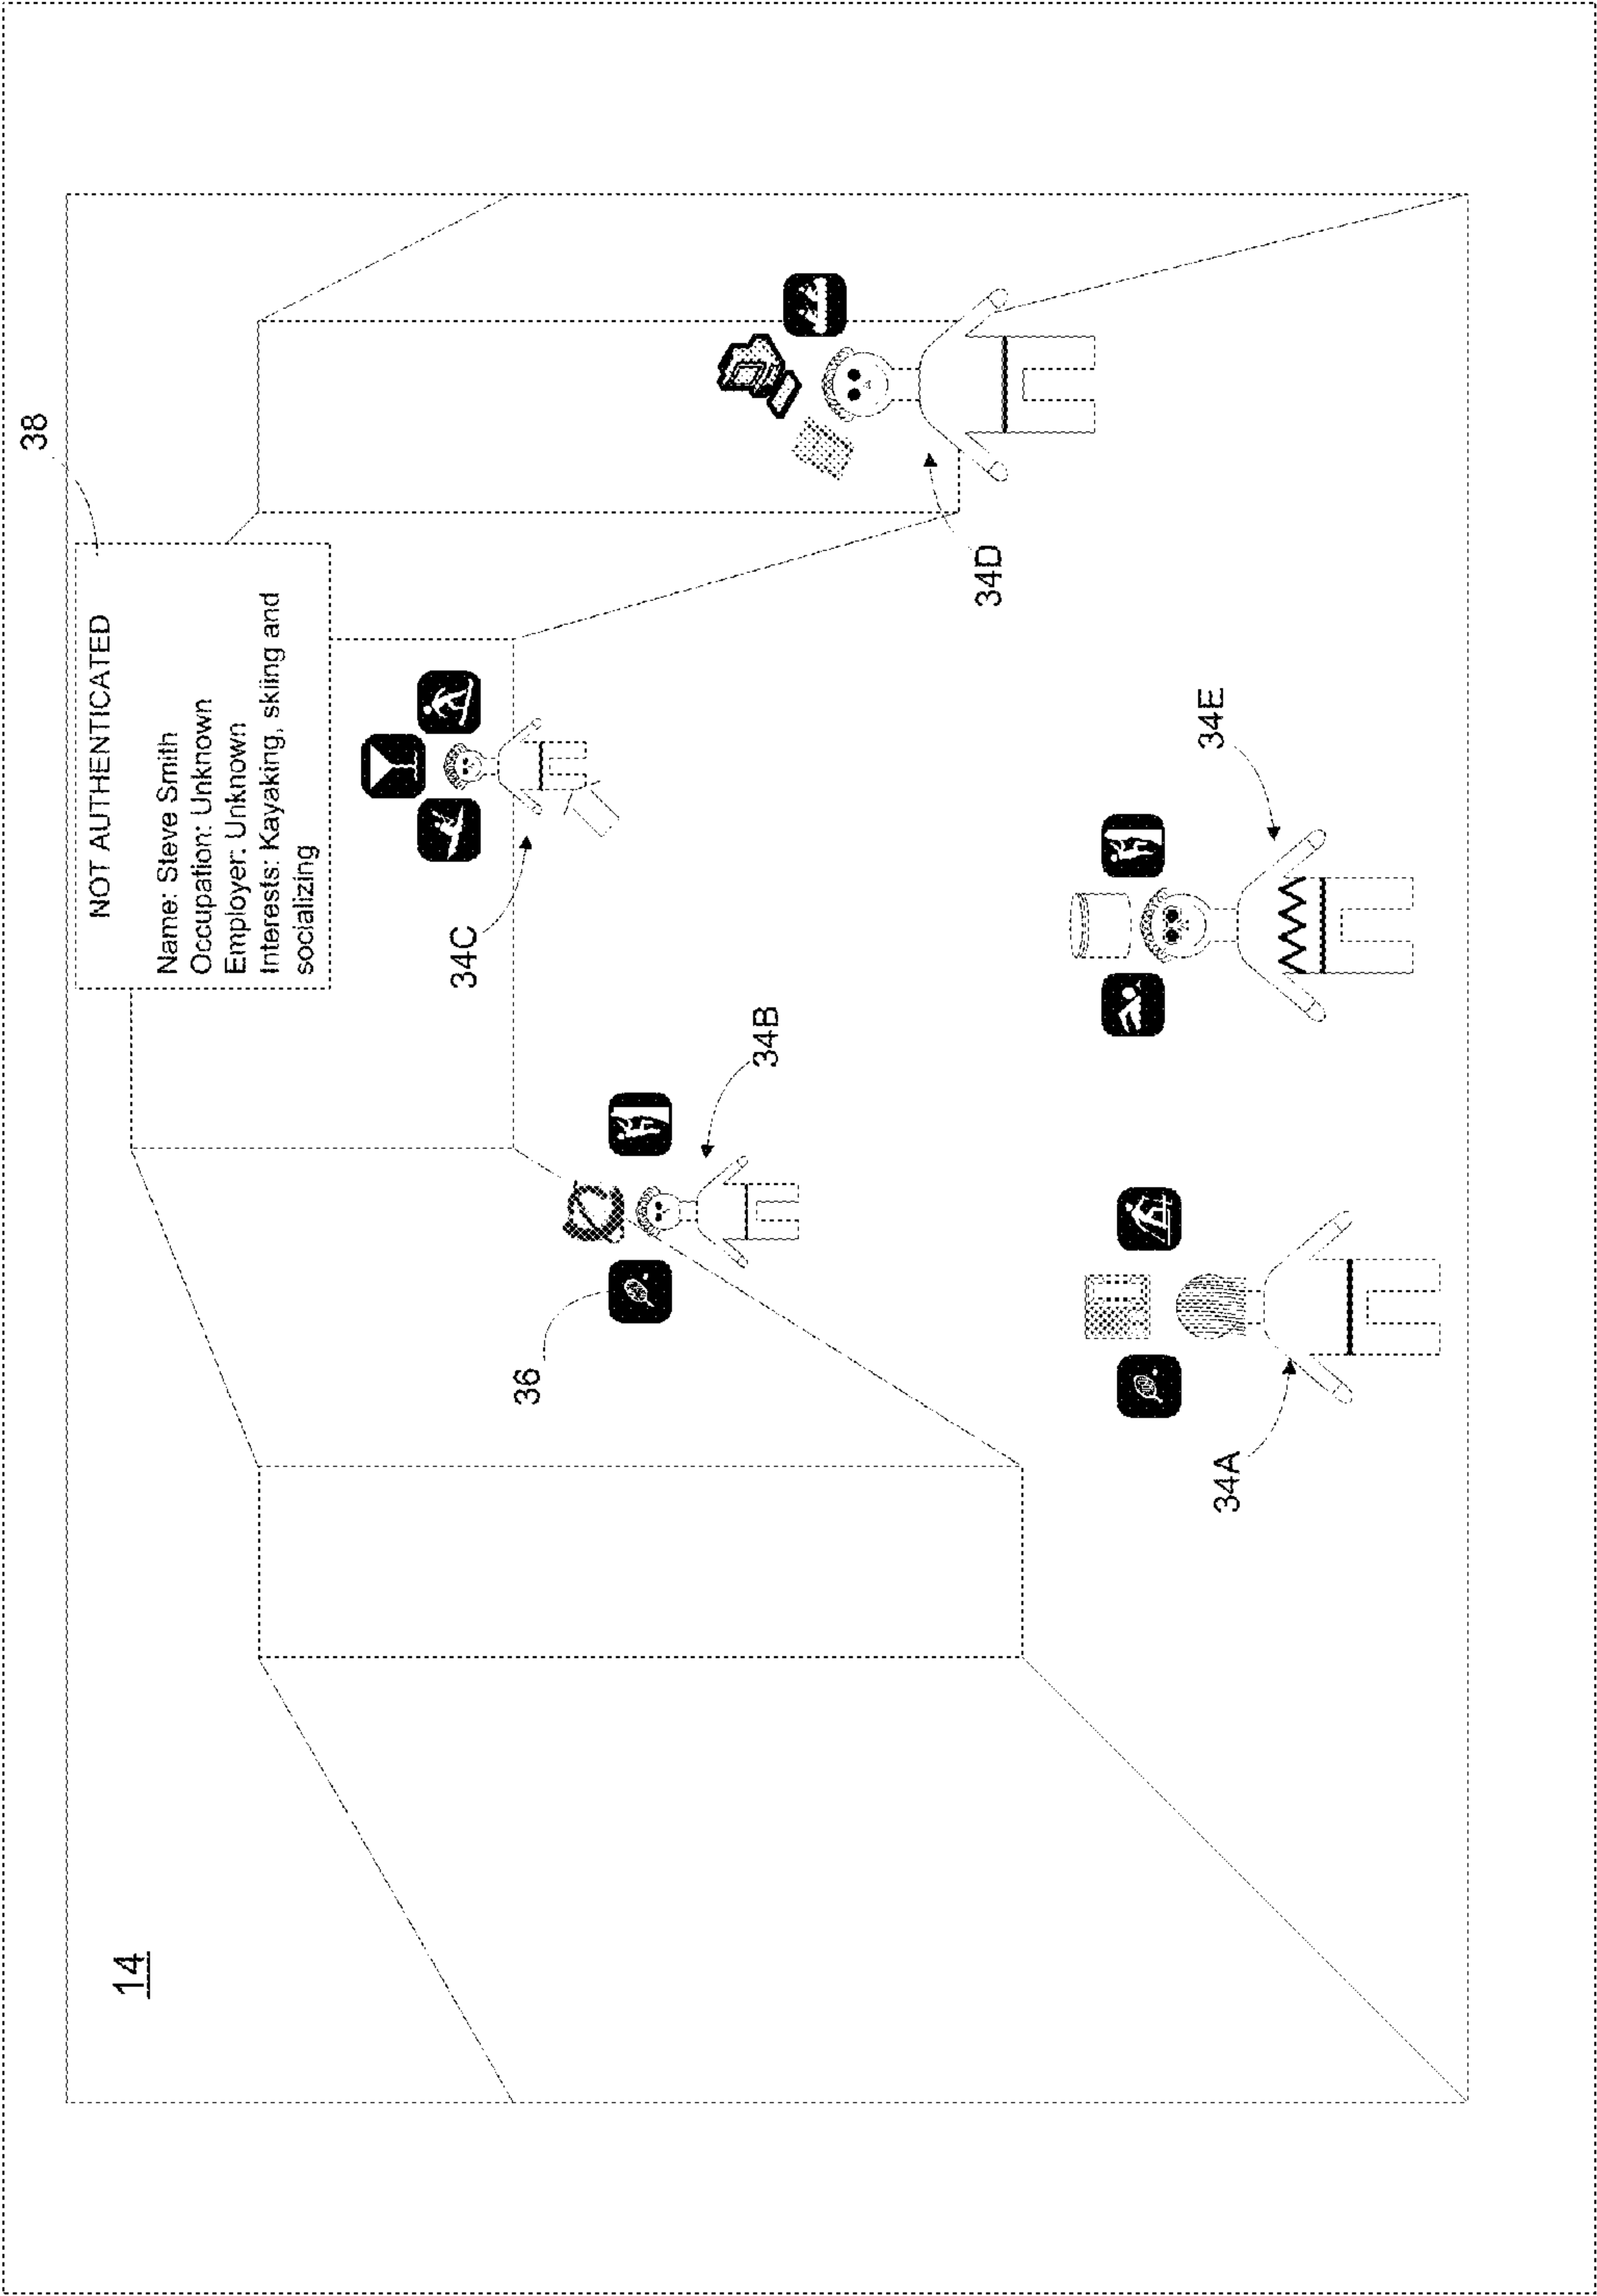 38
NOT AUTHENTICATED
Name: Steve Smith
Occupation: Unknown
Employer: Unknown
Interests: Kayaking, skiing and
socializing
14
34C
34D
36
34B
34E
34A